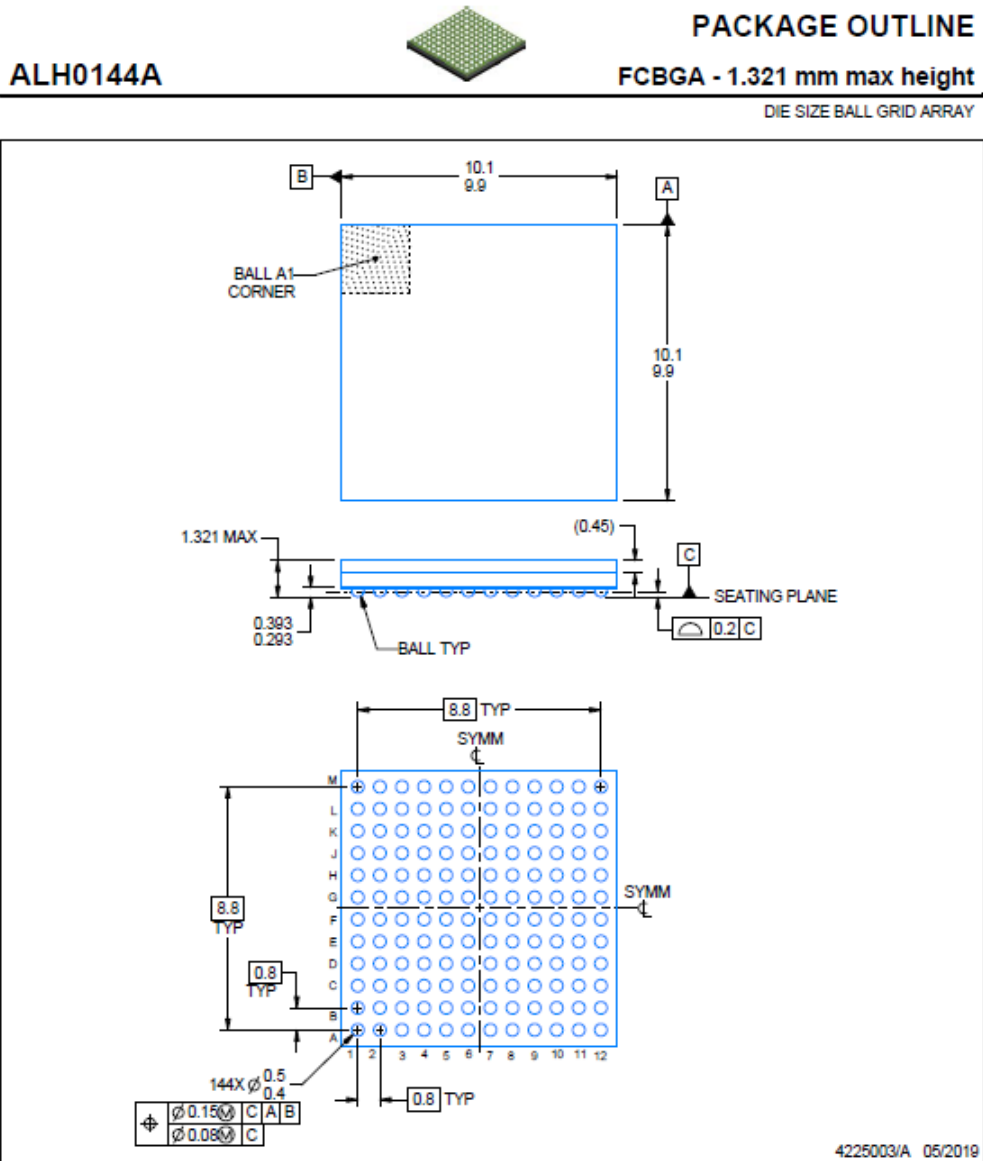 PACKAGE OUTLINE
ALH0144A
FCBGA - 1.321 mm max height
DIE SIZE BALL GRID ARRAY
B
10.1
9.9
A
BALL A1
CORNER
10.1
9.9
1.321 MAX
(0.45)
C
SEATING PLANE
0.393
0.293
BALL TYP
0.2 C
8.8 TYP
SYMM
M
L
K
J
H
G
SYMM
8.8
TYP
F
E
D
0.8
TYP
C
B
A
1 2 3 4 5 6 7 8 9 10 11 12
144X Ø 0.5
0.4
0.8 TYP
Ø 0.15Ⓜ C A B
Ø 0.08Ⓜ C
4225003/A 05/2019